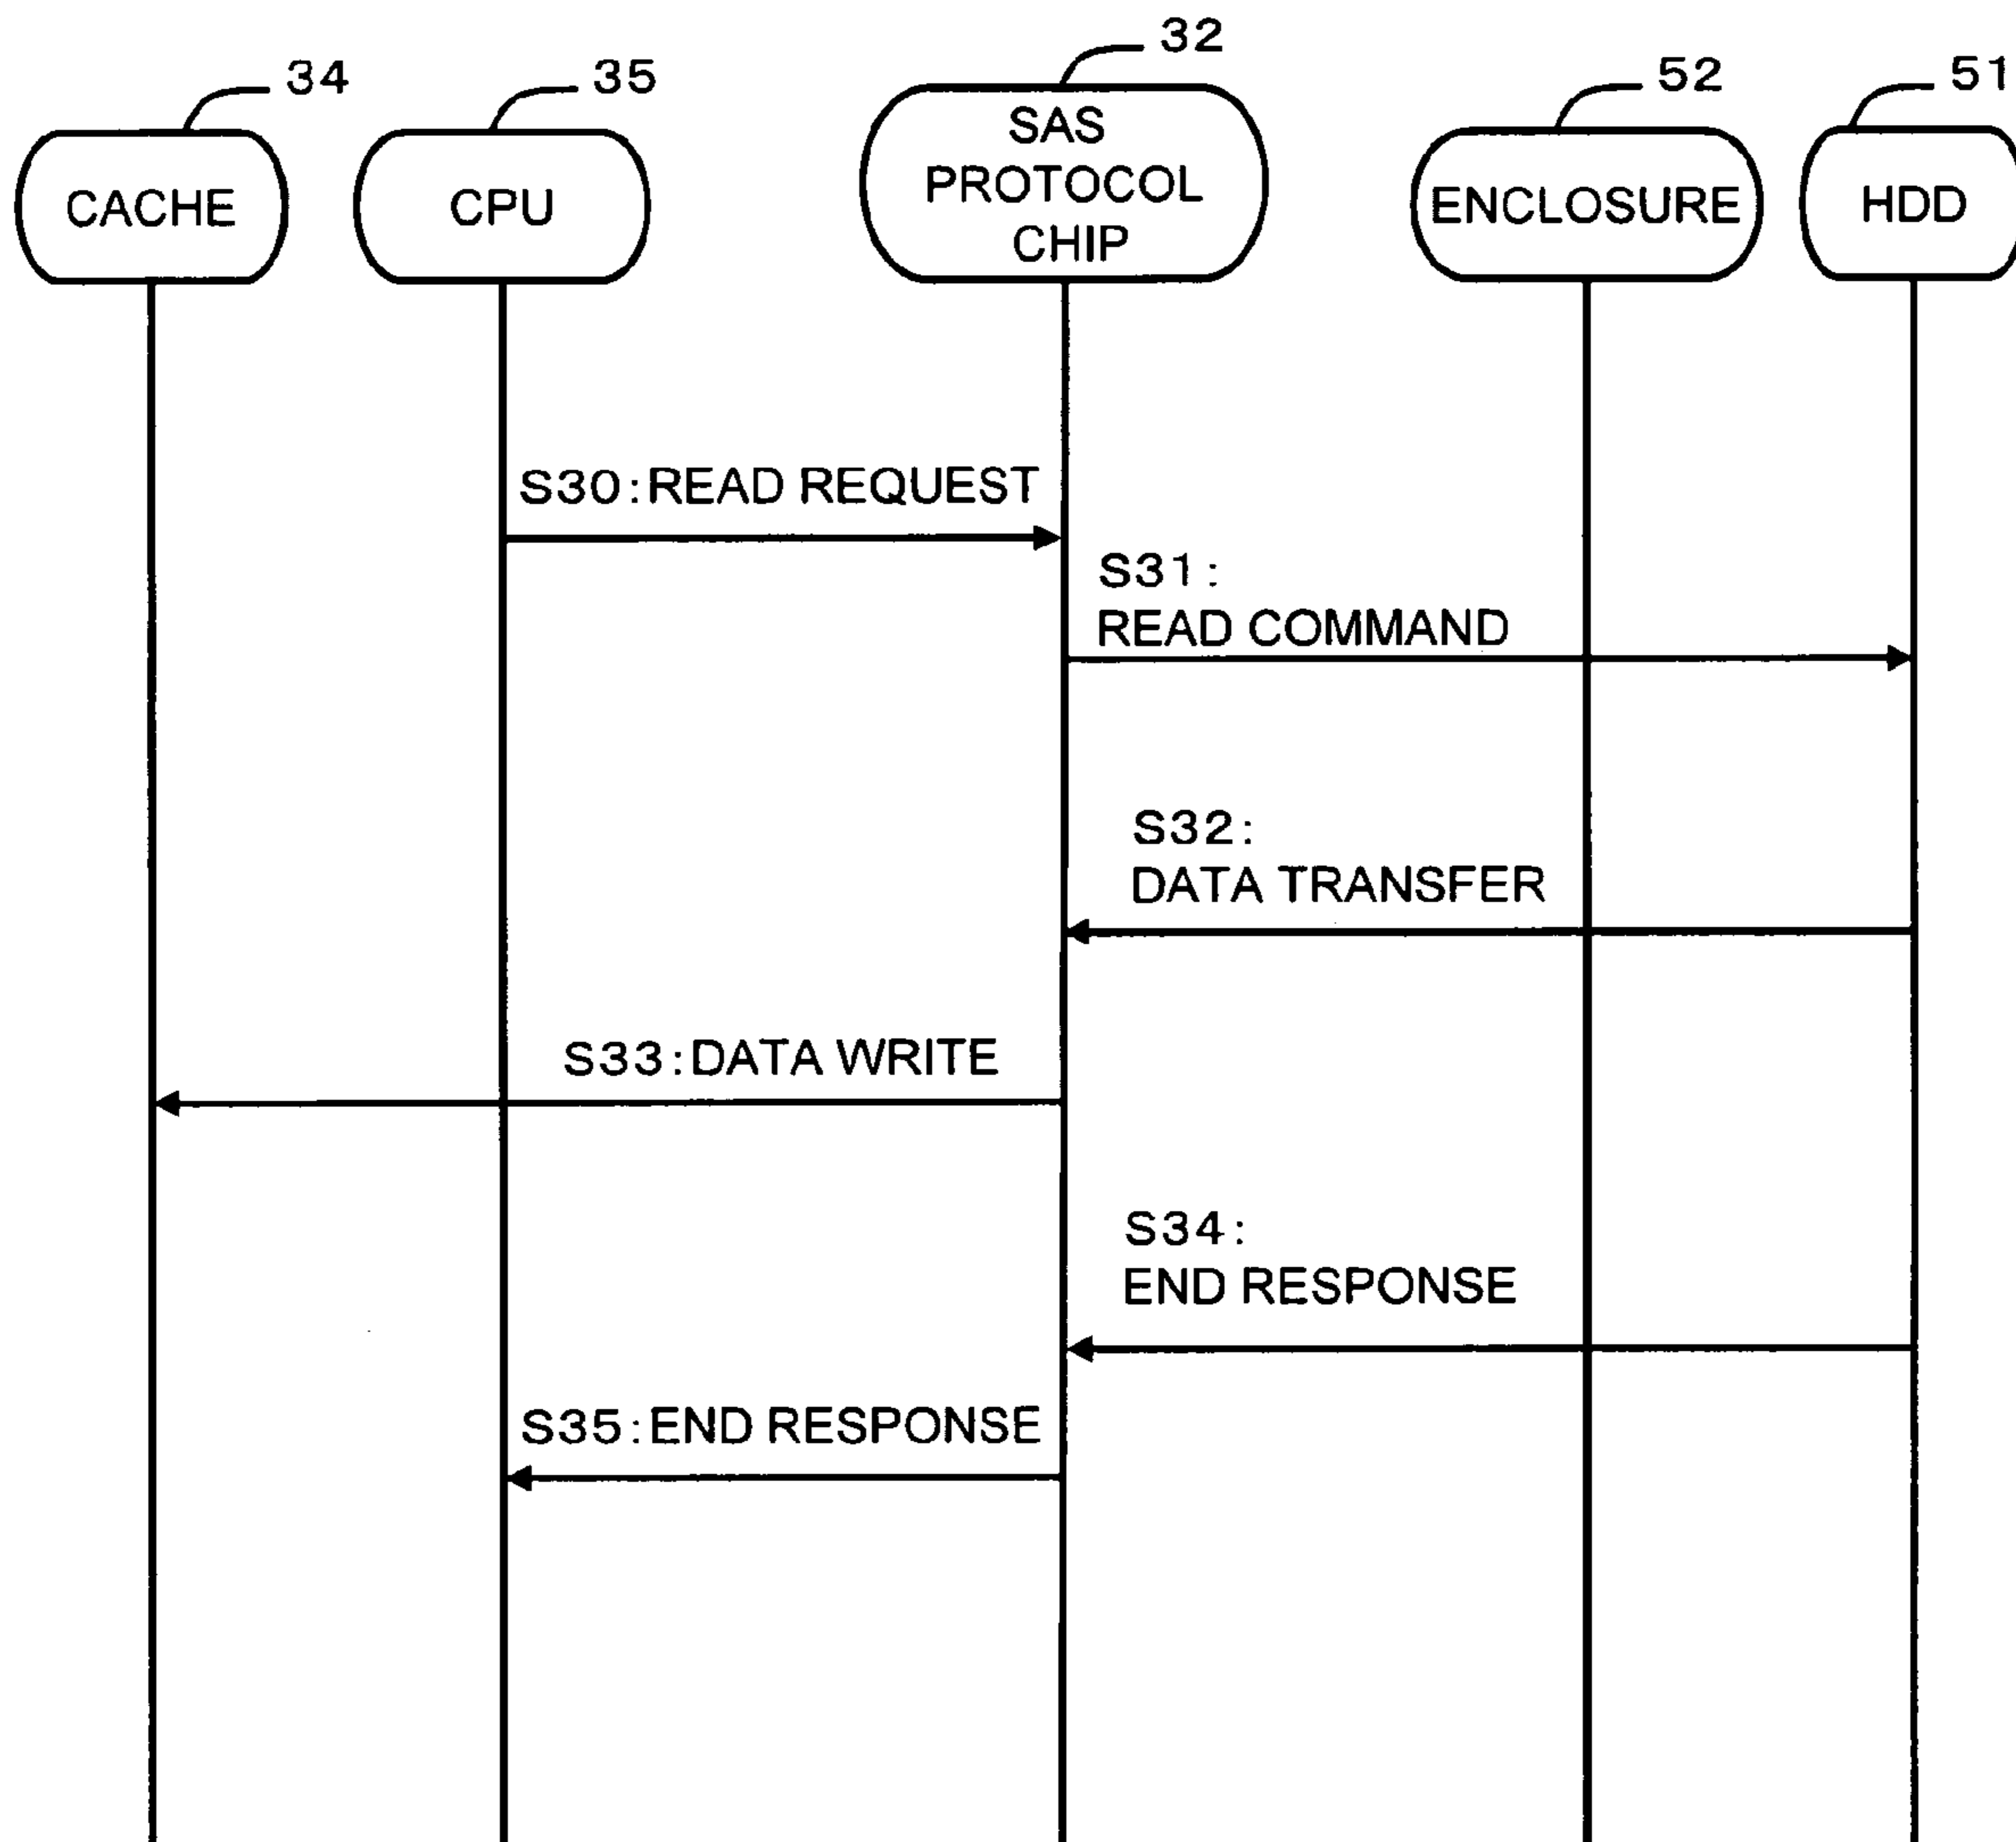 34
35
32
52
51
CACHE
CPU
SAS
PROTOCOL
CHIP
ENCLOSURE
HDD
S30:READ REQUEST
S31:
READ COMMAND
S32:
DATA TRANSFER
S33:DATA WRITE
S34:
END RESPONSE
S35:END RESPONSE